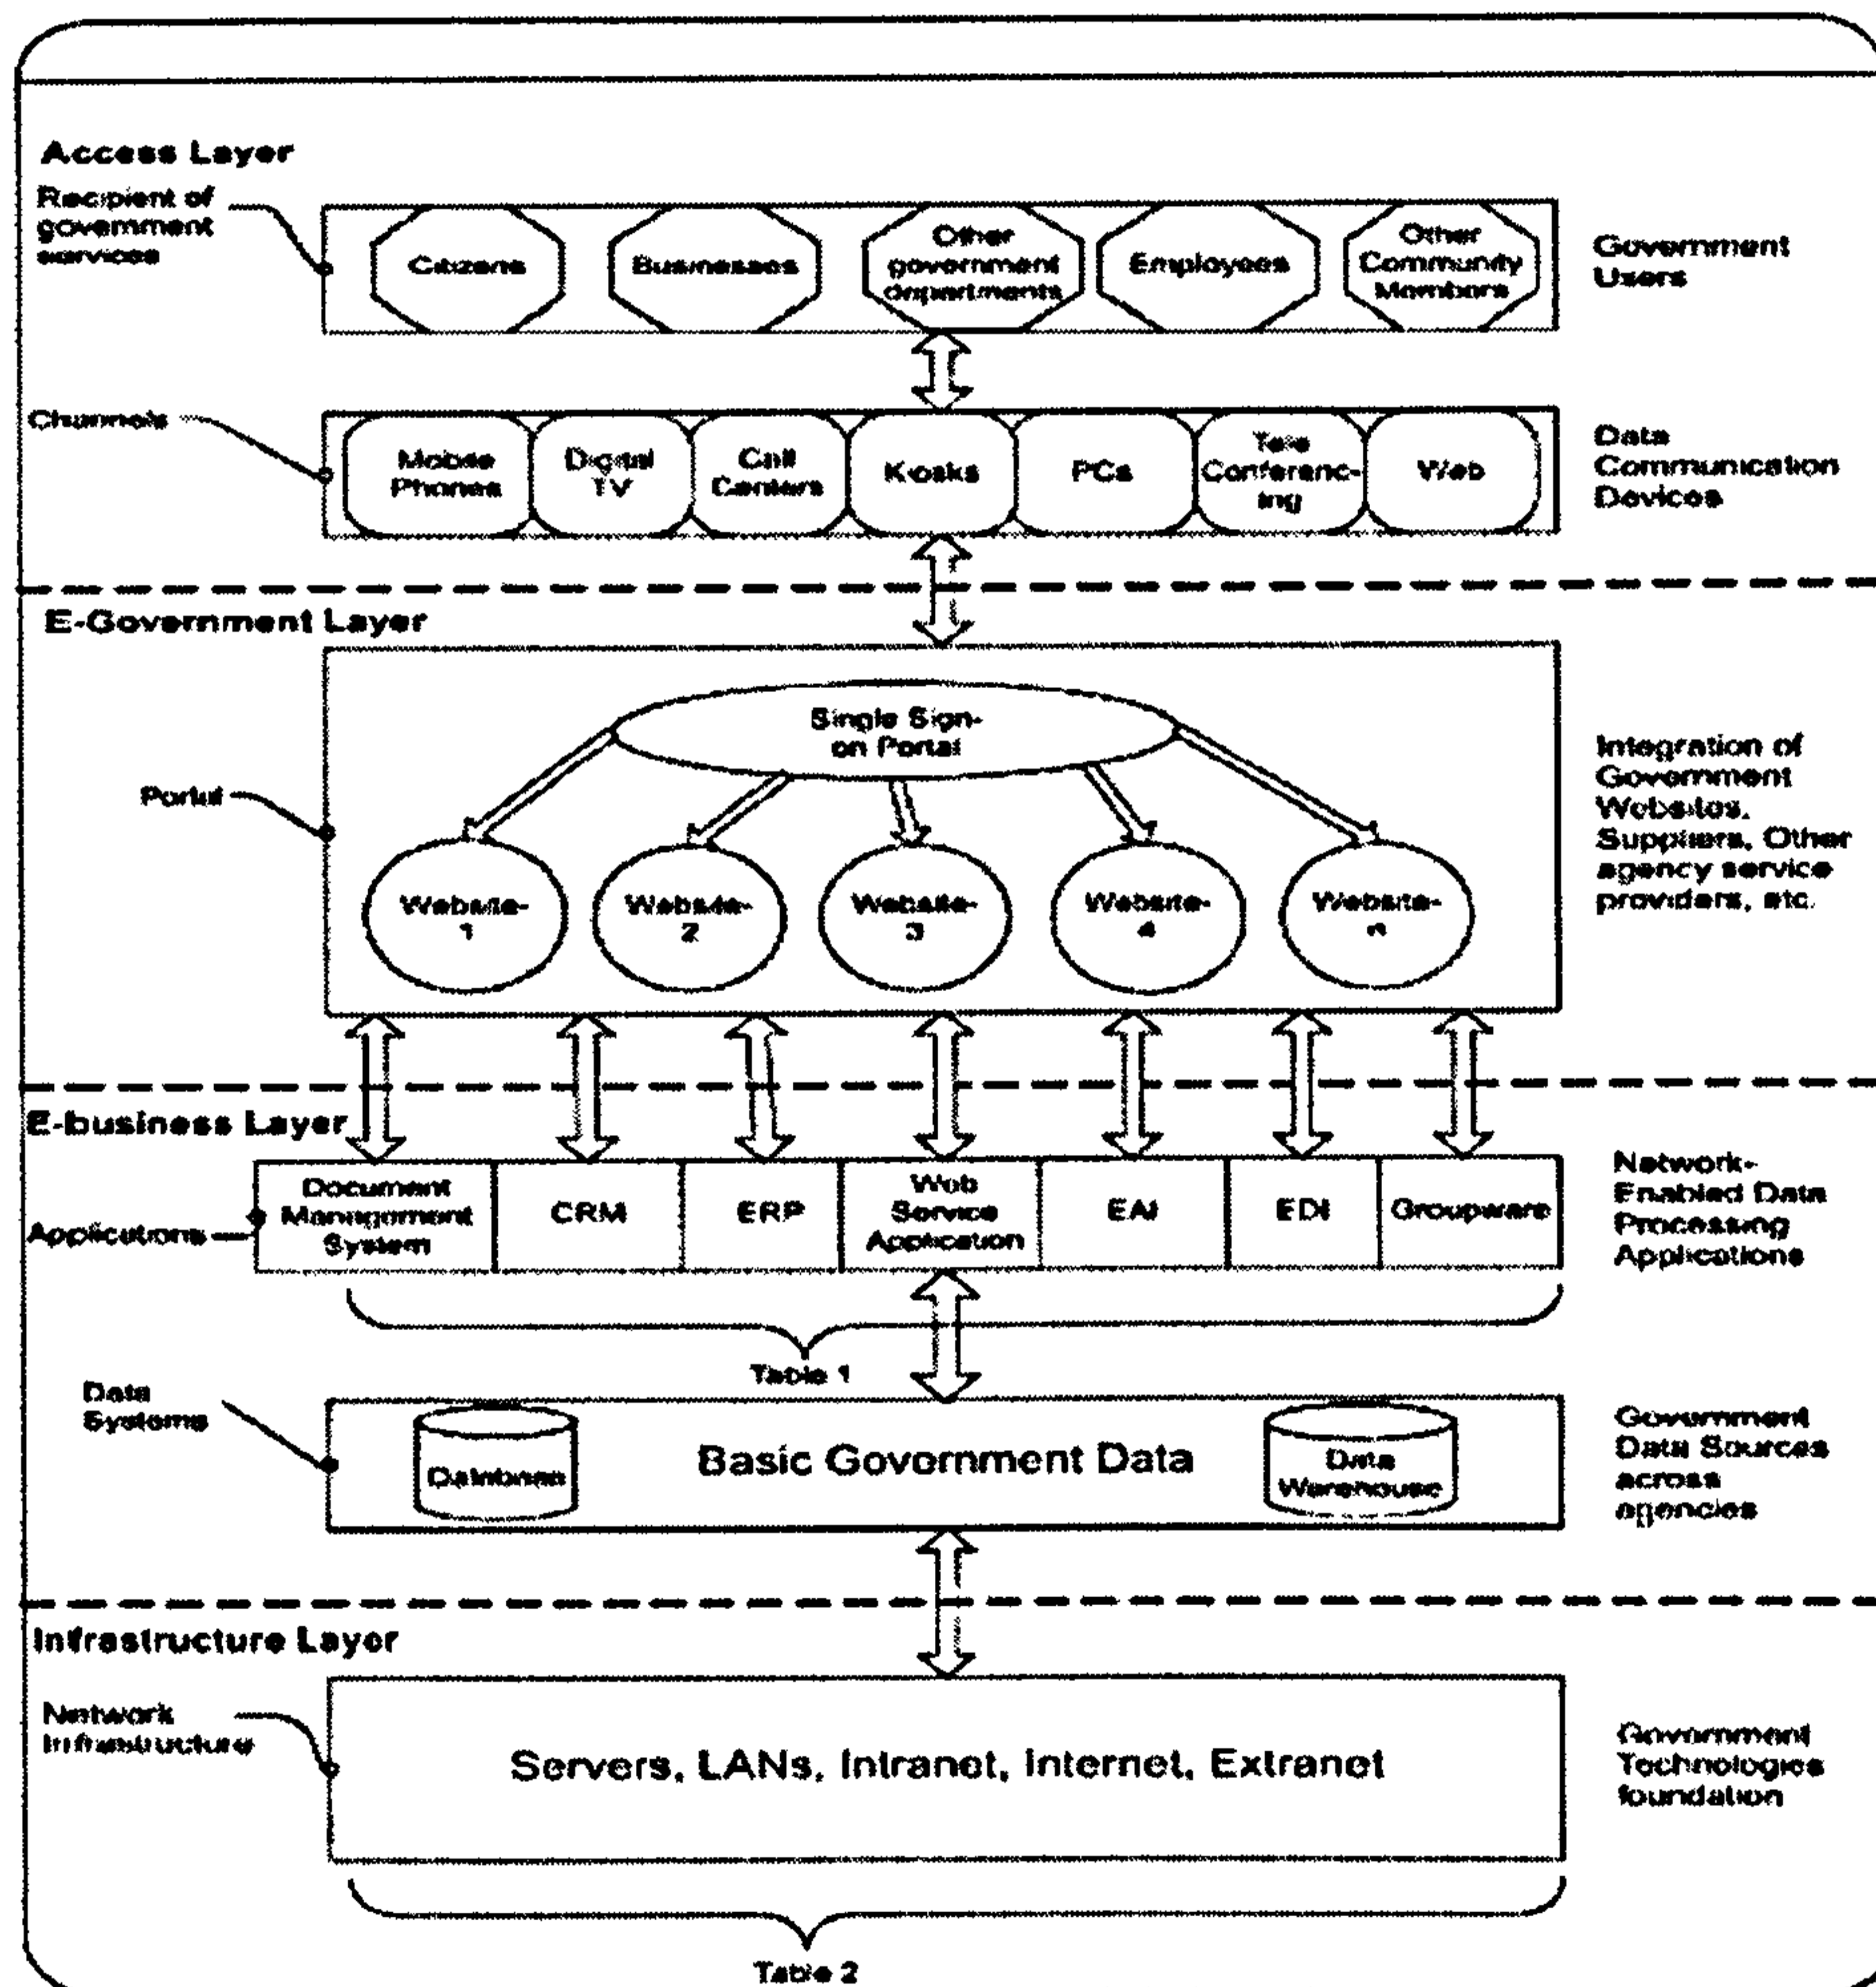 Access Layer
Recipient of
government
services
Citizens
Businesses
Other
government
departments
Employees
Other
Community
Members
Government
Users
Channels
Mobile
Phones
Digital
TV
Call
Centers
Kiosks
PCs
Tele
Conferenc-
ing
Web
Data
Communication
Devices
E-Government Layer
Single Sign-
on Portal
Portal
Website-
1
Website-
2
Website-
3
Website-
4
Website-
n
Integration of
Government
Websites,
Suppliers, Other
agency service
providers, etc.
E-business Layer
Applications
Document
Management
System
CRM
ERP
Web
Service
Application
EAI
EDI
Groupware
Network-
Enabled Data
Processing
Applications
Table 1
Data
Systems
Database
Basic Government Data
Data
Warehouse
Government
Data Sources
across
agencies
Infrastructure Layer
Network
Infrastructure
Servers, LANs, Intranet, Internet, Extranet
Government
Technologies
foundation
Table 2